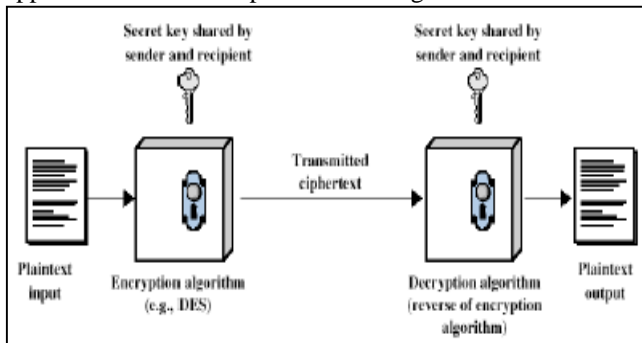 Secret key shared by
sender and recipient
Secret key shared by
sender and recipient
Transmitted
ciphertext
Plaintext
input
Encryption algorithm
(e.g., DES)
Decryption algorithm
(reverse of encryption
algorithm)
Plaintext
output